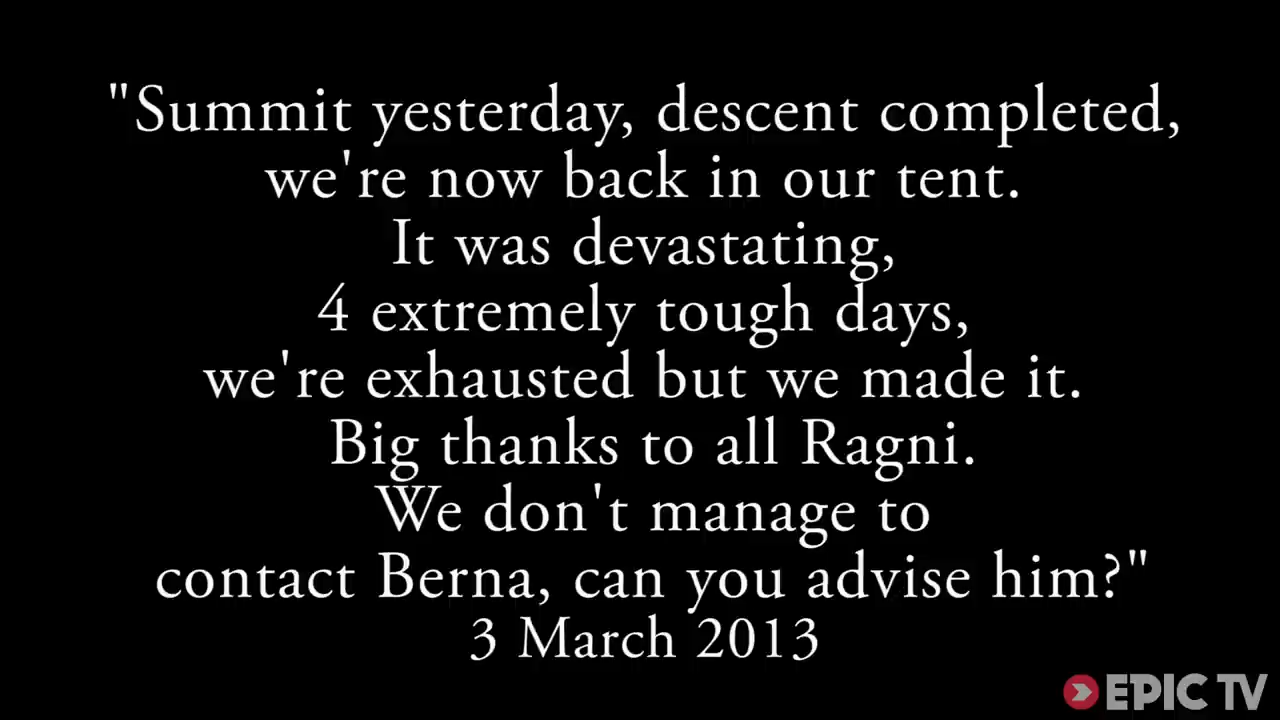 "Summit yesterday, descent completed,
we're now back in our tent.
It was devastating,
4 extremely tough days,
we're exhausted but we made it.
Big thanks to all Ragni.
We don't manage to
contact Berna, can you advise him?"
3 March 2013
EPIC TV